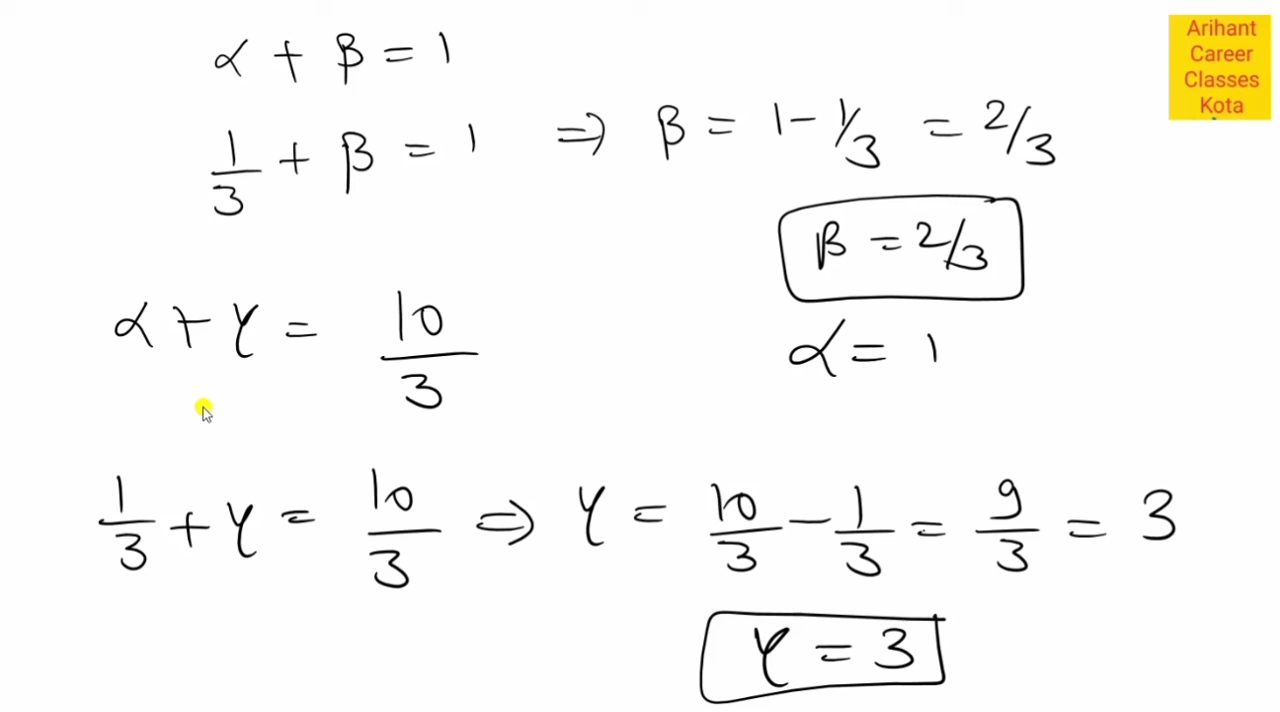 Arihant
Career
Classes
Kota
α + β = 1
1/3 + β = 1 ⇒ β = 1 - 1/3 = 2/3
β = 2/3
α + γ = 10/3
α = 1
1/3 + γ = 10/3 ⇒ γ = 10/3 - 1/3 = 9/3 = 3
γ = 3